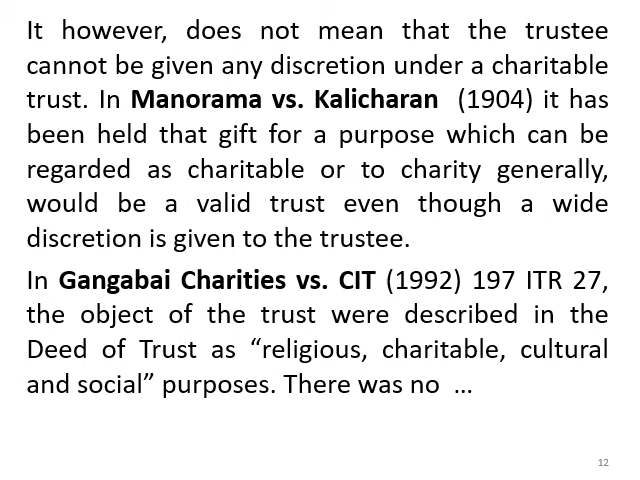 It however, does not mean that the trustee
cannot be given any discretion under a charitable
trust. In Manorama vs. Kalicharan (1904) it has
been held that gift for a purpose which can be
regarded as charitable or to charity generally,
would be a valid trust even though a wide
discretion is given to the trustee.
In Gangabai Charities vs. CIT (1992) 197 ITR 27,
the object of the trust were described in the
Deed of Trust as “religious, charitable, cultural
and social” purposes. There was no …
12